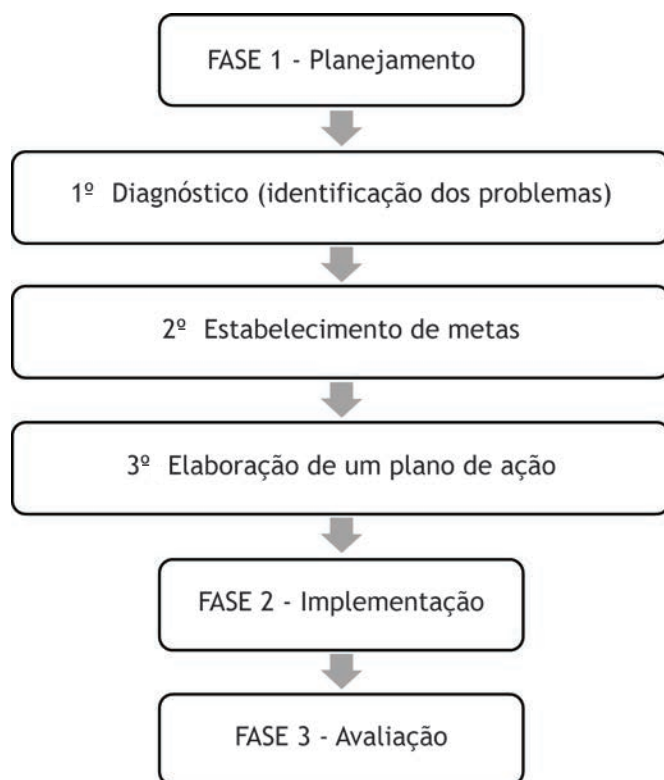 FASE 1 - Planejamento
1º Diagnóstico (identificação dos problemas)
2º Estabelecimento de metas
3º Elaboração de um plano de ação
FASE 2 - Implementação
FASE 3 - Avaliação